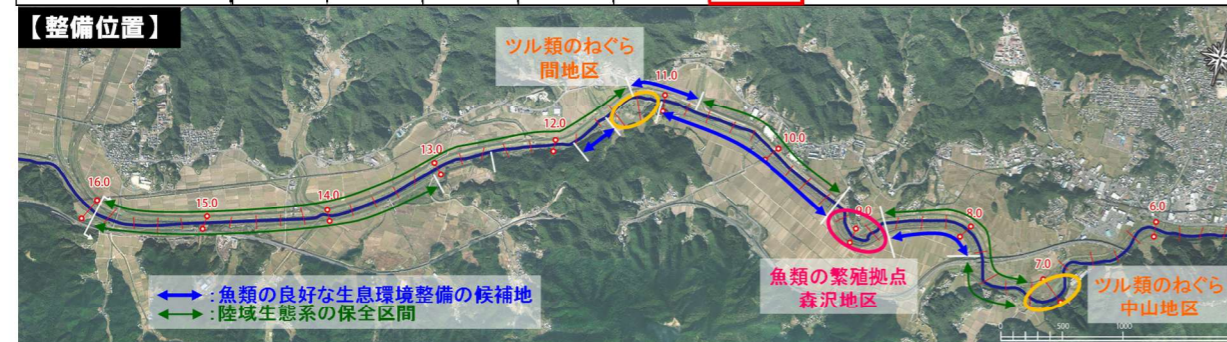 【整備位置】
ツル類のねぐら
間地区
11.0
12.0
10.0
13.0
16.0
15.0
14.0
9.0
8.0
6.0
7.0
魚類の繁殖拠点
森沢地区
ツル類のねぐら
中山地区
:魚類の良好な生息環境整備の候補地
:陸域生態系の保全区間
0 500 1000